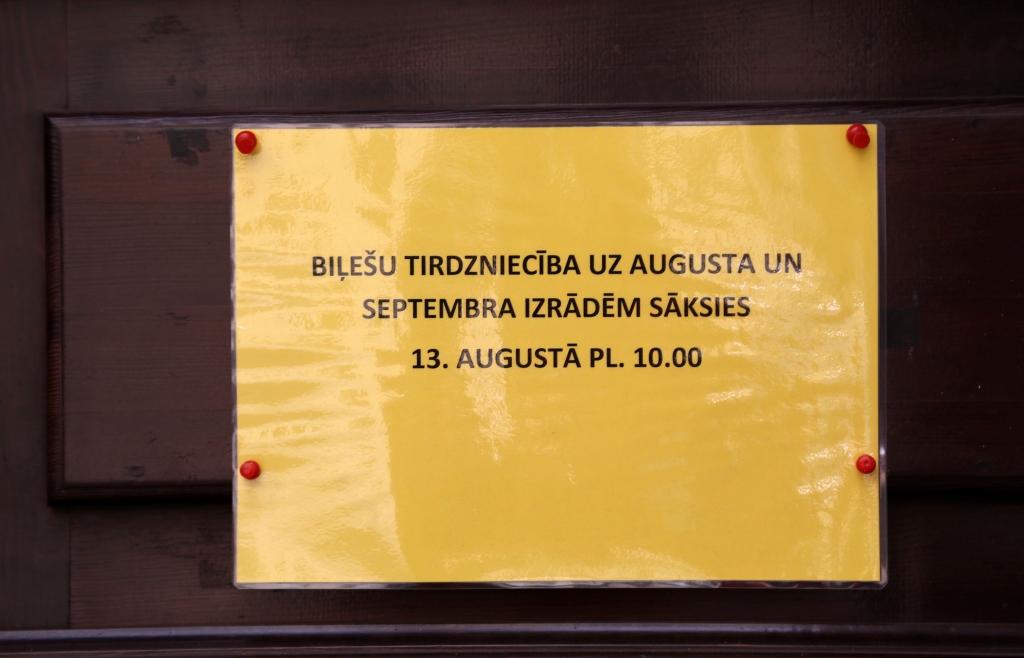 BIĻEŠU TIRDZNIECĪBA UZ AUGUSTA UN
SEPTEMBRA IZRĀDĒM SĀKSIES
13. AUGUSTĀ PL. 10.00